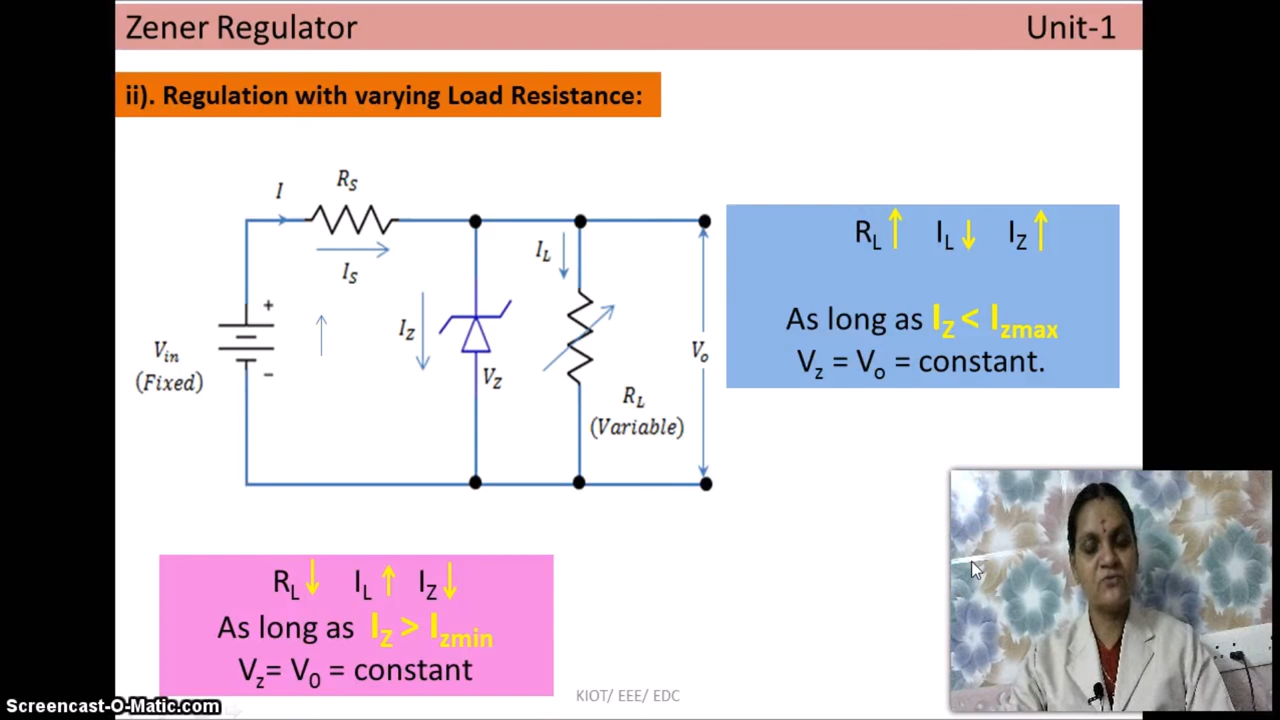 Zener Regulator Unit-1
ii). Regulation with varying Load Resistance:
I
R_S
I_S
I_L
I_Z
V_in
(Fixed)
+
−
V_Z
R_L
(Variable)
V_o
R_L ↑ I_L ↓ I_Z ↑
As long as I_Z < I_zmax
V_z = V_o = constant.
R_L ↓ I_L ↑ I_Z ↓
As long as I_Z > I_zmin
V_z= V_0 = constant
KIOT/ EEE/ EDC
Screencast-O-Matic.com